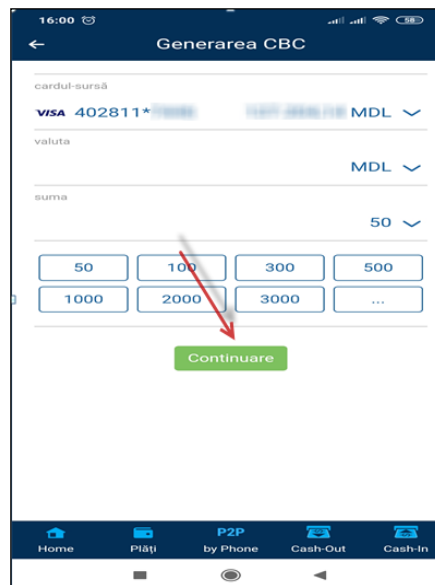 16:00 58
Generarea CBC
cardul-sursă
VISA 402811* MDL
valuta
MDL
suma
50
50 100 300 500
1000 2000 3000 ...
Continuare
Home Plăți P2P by Phone Cash-Out Cash-In